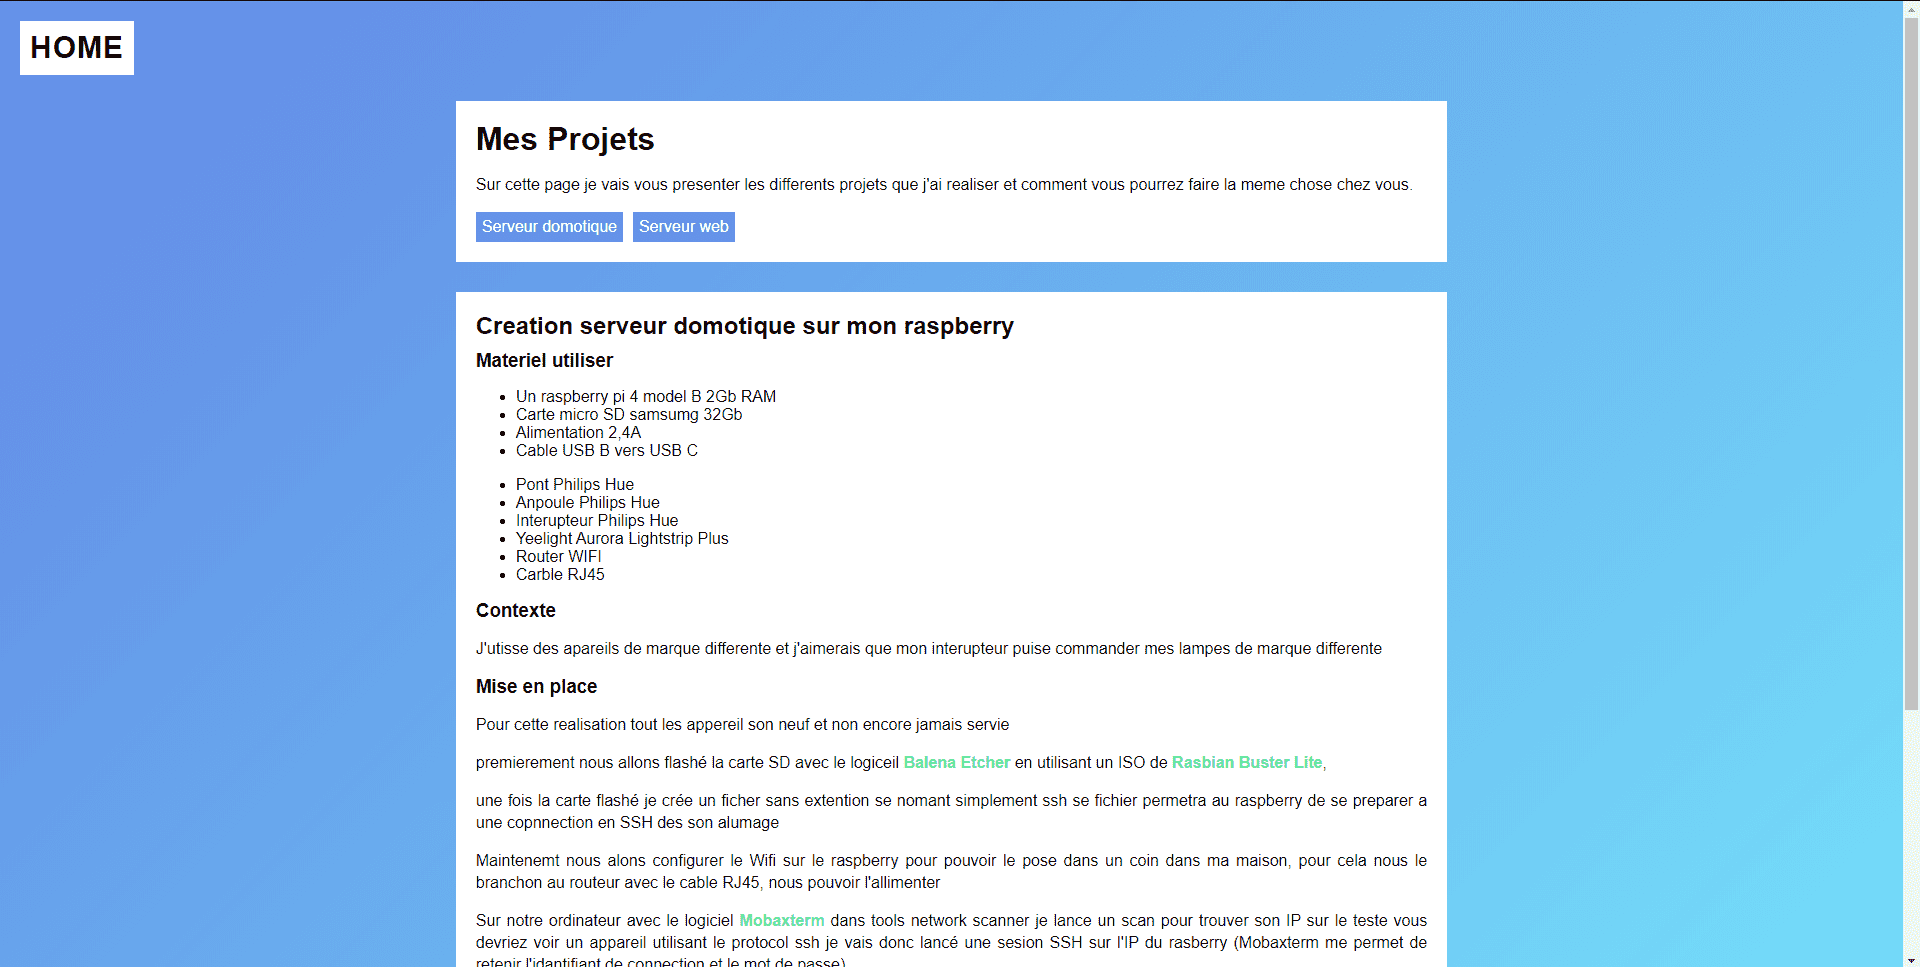 HOME
Mes Projets
Sur cette page je vais vous presenter les differents projets que j'ai realiser et comment vous pourrez faire la meme chose chez vous.
Serveur domotique Serveur web
Creation serveur domotique sur mon raspberry
Materiel utiliser
Un raspberry pi 4 model B 2Gb RAM
Carte micro SD samsumg 32Gb
Alimentation 2,4A
Cable USB B vers USB C
Pont Philips Hue
Anpoule Philips Hue
Interupteur Philips Hue
Yeelight Aurora Lightstrip Plus
Router WIFI
Carble RJ45
Contexte
J'utisse des apareils de marque differente et j'aimerais que mon interupteur puise commander mes lampes de marque differente
Mise en place
Pour cette realisation tout les appereil son neuf et non encore jamais servie
premierement nous allons flashé la carte SD avec le logiceil Balena Etcher en utilisant un ISO de Rasbian Buster Lite,
une fois la carte flashé je crée un ficher sans extention se nomant simplement ssh se fichier permetra au raspberry de se preparer a
une copnnection en SSH des son alumage
Maintenemt nous alons configurer le Wifi sur le raspberry pour pouvoir le pose dans un coin dans ma maison, pour cela nous le
branchon au routeur avec le cable RJ45, nous pouvoir l'allimenter
Sur notre ordinateur avec le logiciel Mobaxterm dans tools network scanner je lance un scan pour trouver son IP sur le teste vous
devriez voir un appareil utilisant le protocol ssh je vais donc lancé une sesion SSH sur l'IP du rasberry (Mobaxterm me permet de
retenir l'idantifiant de connection et le mot de passe)